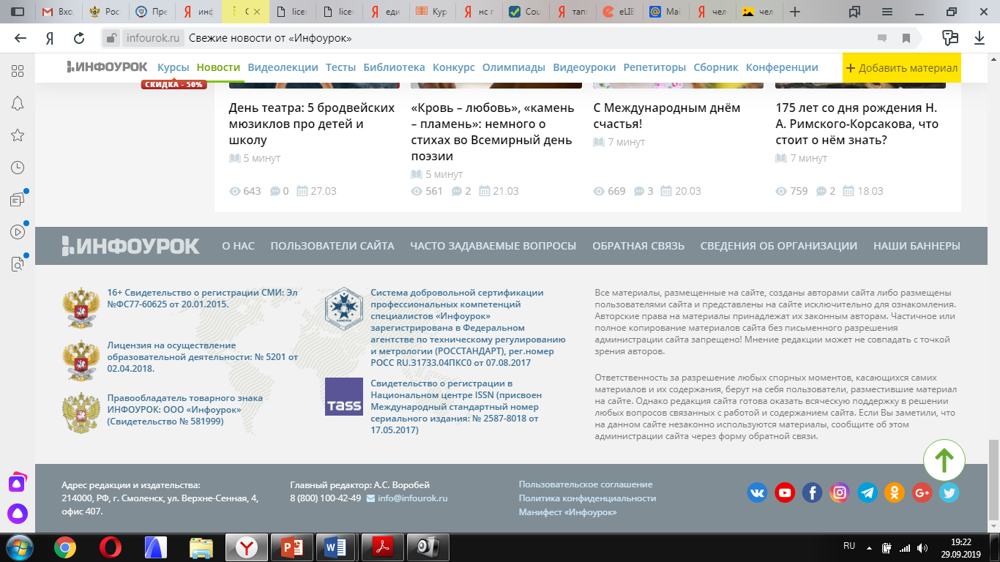 Вхо
Рос
Пре
инф
С
licer
licer
еди
Кур
нс г
Соц
тапи
eLIE
Mai
чел
чел
infourok.ru Свежие новости от «Инфоурок»
ИНФОУРОК Курсы Новости Видеолекции Тесты Библиотека Конкурс Олимпиады Видеоуроки Репетиторы Сборник Конференции + Добавить материал
СКИДКА - 50%
День театра: 5 бродвейских
мюзиклов про детей и
школу
5 минут
643 0 27.03
«Кровь – любовь», «камень
– пламень»: немного о
стихах во Всемирный день
поэзии
5 минут
561 2 21.03
С Международным днём
счастья!
7 минут
669 3 20.03
175 лет со дня рождения Н.
А. Римского-Корсакова, что
стоит о нём знать?
7 минут
759 2 18.03
ИНФОУРОК О НАС ПОЛЬЗОВАТЕЛИ САЙТА ЧАСТО ЗАДАВАЕМЫЕ ВОПРОСЫ ОБРАТНАЯ СВЯЗЬ СВЕДЕНИЯ ОБ ОРГАНИЗАЦИИ НАШИ БАННЕРЫ
16+ Свидетельство о регистрации СМИ: Эл
№ФС77-60625 от 20.01.2015.
Лицензия на осуществление
образовательной деятельности: № 5201 от
02.04.2018.
Правообладатель товарного знака
ИНФОУРОК: ООО «Инфоурок»
(Свидетельство № 581999)
Система добровольной сертификации
профессиональных компетенций
специалистов «Инфоурок»
зарегистрирована в Федеральном
агентстве по техническому регулированию
и метрологии (РОССТАНДАРТ), рег.номер
РОСС RU.31733.04ПКС0 от 07.08.2017
TASS
Свидетельство о регистрации в
Национальном центре ISSN (присвоен
Международный стандартный номер
сериального издания: № 2587-8018 от
17.05.2017)
Все материалы, размещенные на сайте, созданы авторами сайта либо размещены
пользователями сайта и представлены на сайте исключительно для ознакомления.
Авторские права на материалы принадлежат их законным авторам. Частичное или
полное копирование материалов сайта без письменного разрешения
администрации сайта запрещено! Мнение редакции может не совпадать с точкой
зрения авторов.
Ответственность за разрешение любых спорных моментов, касающихся самих
материалов и их содержания, берут на себя пользователи, разместившие материал
на сайте. Однако редакция сайта готова оказать всяческую поддержку в решении
любых вопросов связанных с работой и содержанием сайта. Если Вы заметили, что
на данном сайте незаконно используются материалы, сообщите об этом
администрации сайта через форму обратной связи.
Адрес редакции и издательства:
214000, РФ, г. Смоленск, ул. Верхне-Сенная, 4,
офис 407.
Главный редактор: А.С. Воробей
8 (800) 100-42-49 info@infourok.ru
Пользовательское соглашение
Политика конфиденциальности
Манифест «Инфоурок»
RU
19:22
29.09.2019